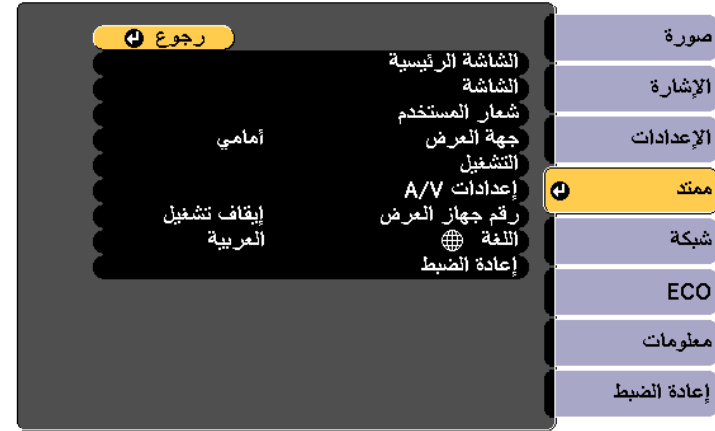 صورة
الإشارة
الإعدادات
ممتد
شبكة
ECO
معلومات
إعادة الضبط
رجوع
الشاشة الرئيسية
الشاشة
شعار المستخدم
جهة العرض أمامي
التشغيل
إعدادات A/V
رقم جهاز العرض إيقاف تشغيل
اللغة العربية
إعادة الضبط